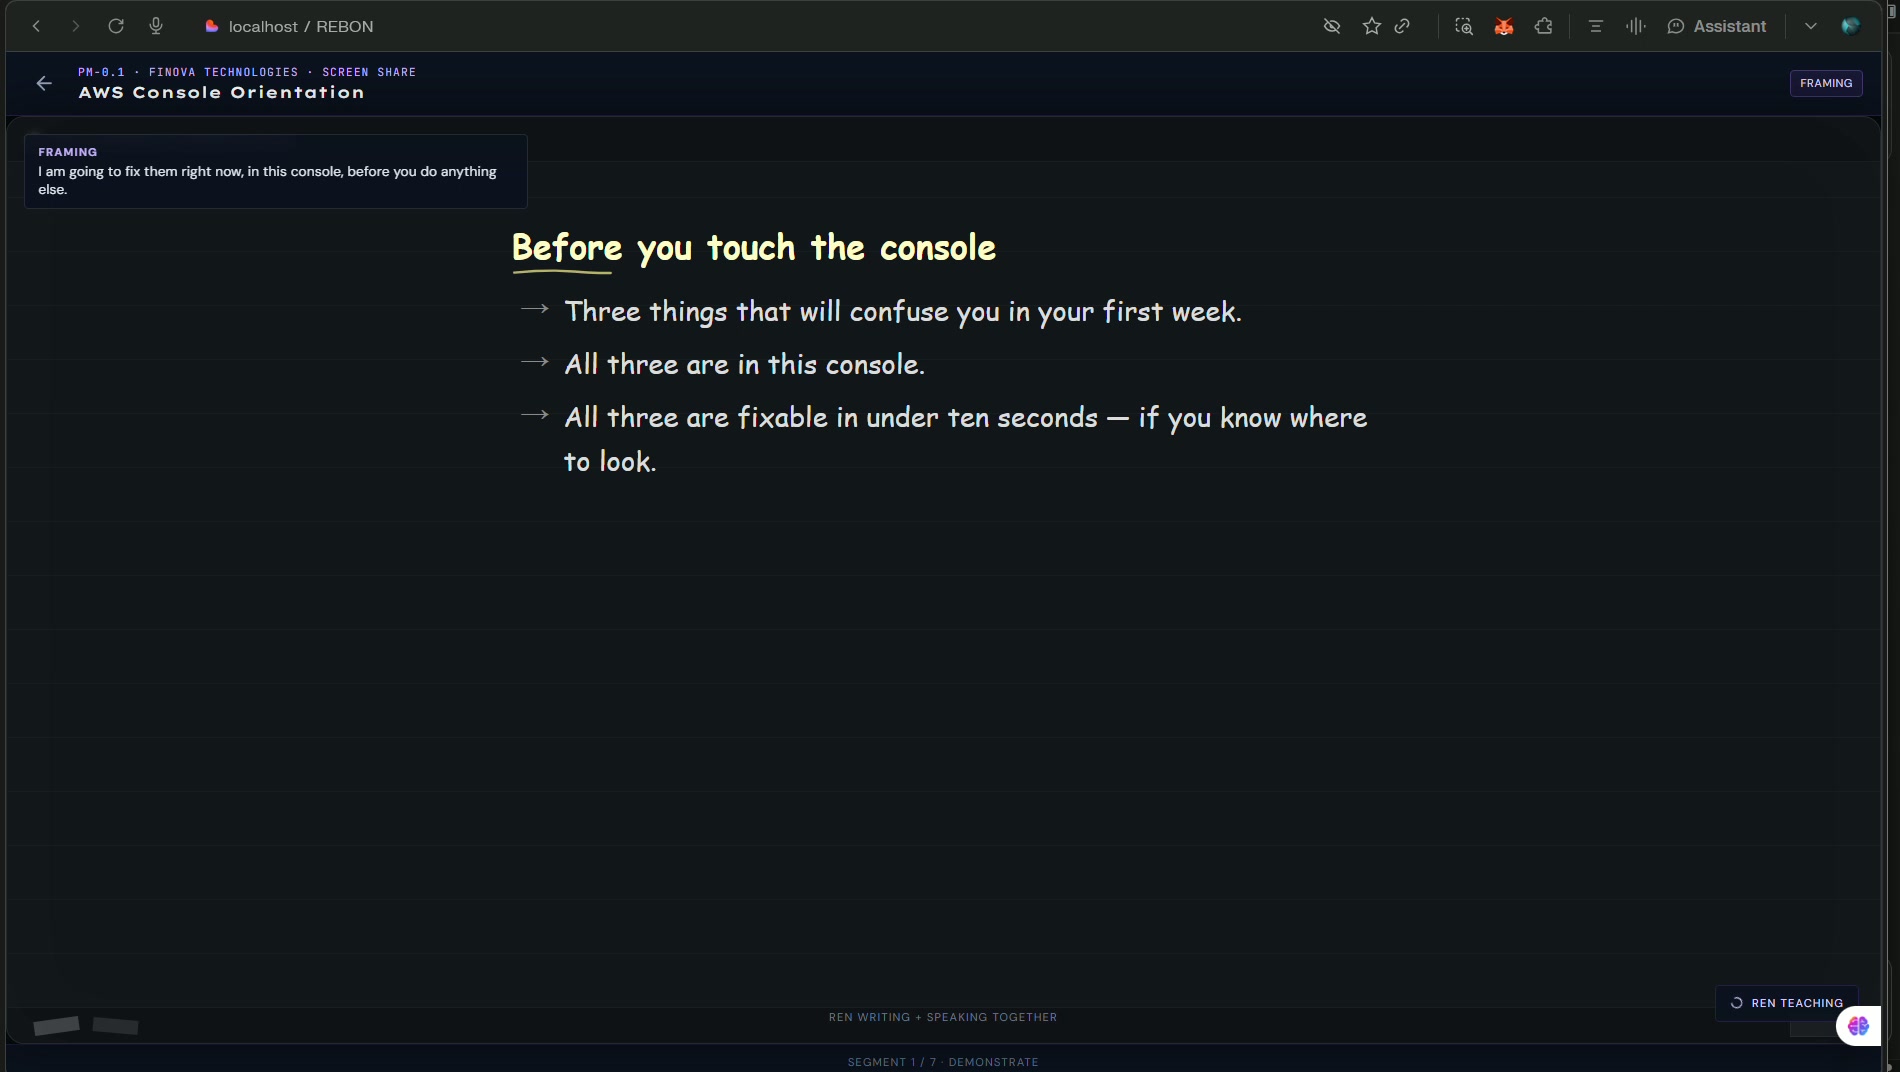 localhost / REBON
Assistant
PM-0.1 · FINOVA TECHNOLOGIES · SCREEN SHARE
AWS Console Orientation
FRAMING
FRAMING
I am going to fix them right now, in this console, before you do anything
else.
Before you touch the console
→ Three things that will confuse you in your first week.
→ All three are in this console.
→ All three are fixable in under ten seconds — if you know where
to look.
REN TEACHING
REN WRITING + SPEAKING TOGETHER
SEGMENT 1 / 7 · DEMONSTRATE